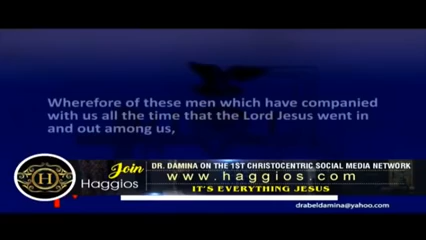 Wherefore of these men which have companied
with us all the time that the Lord Jesus went in
and out among us,
H
Join
Haggios
DR. DAMINA ON THE 1ST CHRISTOCENTRIC SOCIAL MEDIA NETWORK
www.haggios.com
IT'S EVERYTHING JESUS
drabeldamina@yahoo.com